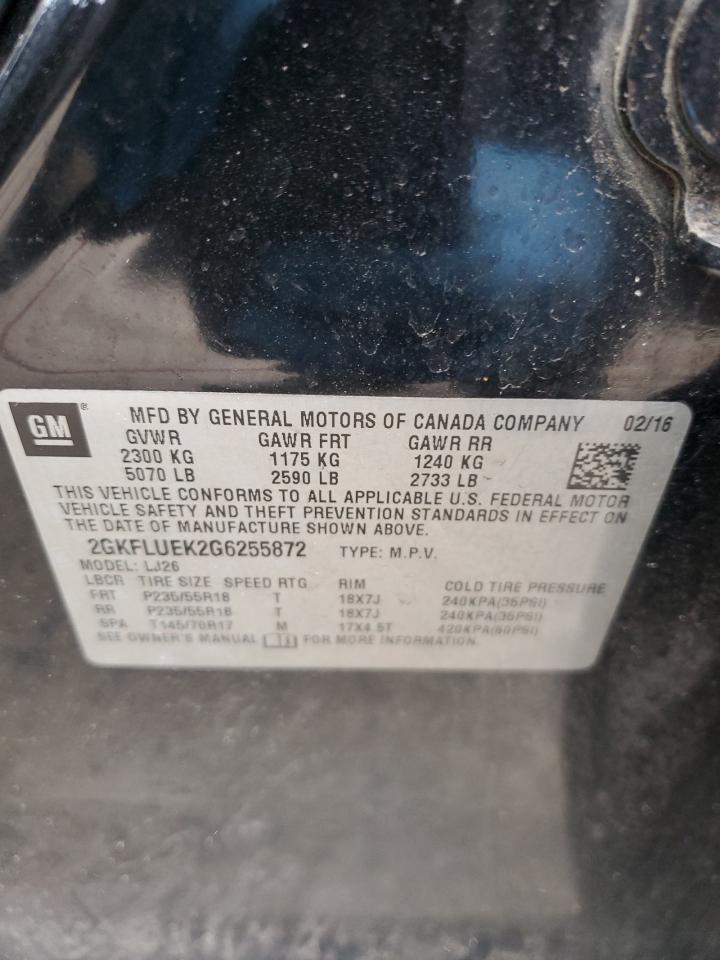 GM ® MFD BY GENERAL MOTORS OF CANADA COMPANY 02/16
GVWR GAWR FRT GAWR RR
2300 KG 1175 KG 1240 KG
5070 LB 2590 LB 2733 LB
THIS VEHICLE CONFORMS TO ALL APPLICABLE U.S. FEDERAL MOTOR
VEHICLE SAFETY AND THEFT PREVENTION STANDARDS IN EFFECT ON
THE DATE OF MANUFACTURE SHOWN ABOVE.
2GKFLUEK2G6255872 TYPE: M.P.V.
MODEL: LJ26
LBCR TIRE SIZE SPEED RTG RIM COLD TIRE PRESSURE
FRT P235/55R18 T 18X7J 240KPA(35PSI)
RR P235/55R18 T 18X7J 240KPA(35PSI)
SPA T145/70R17 M 17X4.5T 420KPA(60PSI)
SEE OWNER'S MANUAL FOR MORE INFORMATION.